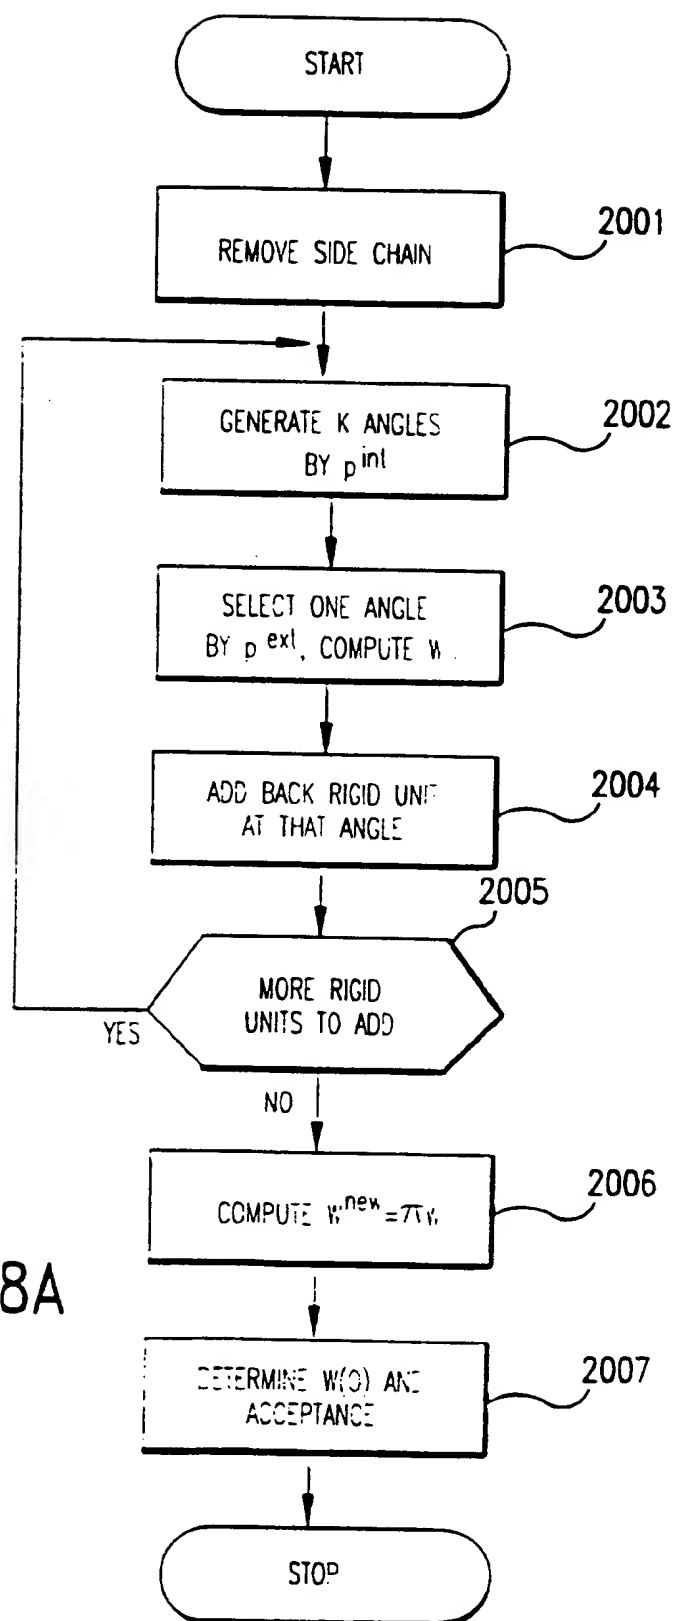 START
REMOVE SIDE CHAIN
2001
GENERATE K ANGLES
BY p^int
2002
SELECT ONE ANGLE
BY p^ext, COMPUTE W
2003
ADD BACK RIGID UNIT
AT THAT ANGLE
2004
2005
MORE RIGID
UNITS TO ADD
YES
NO
COMPUTE W^new=πW
2006
8A
DETERMINE W(O) AND
ACCEPTANCE
2007
STOP